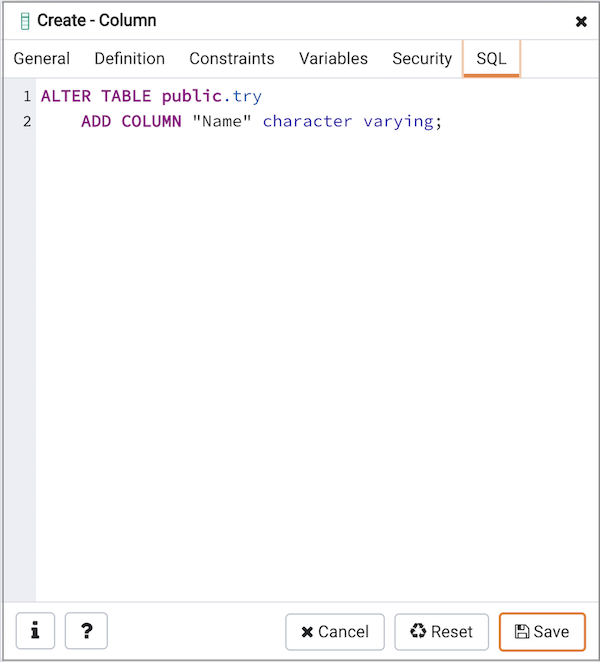 Create - Column
General Definition Constraints Variables Security SQL
1 ALTER TABLE public.try
2 ADD COLUMN "Name" character varying;
i ? Cancel Reset Save